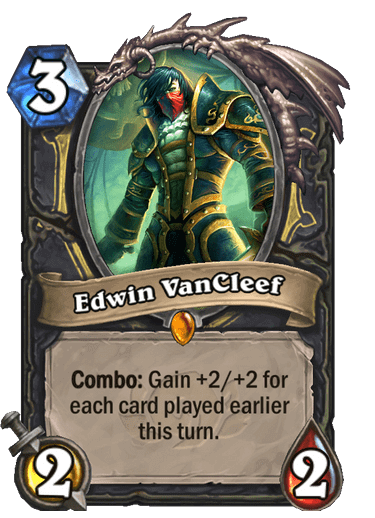 3
Edwin VanCleef
Combo: Gain +2/+2 for
each card played earlier
this turn.
2
2